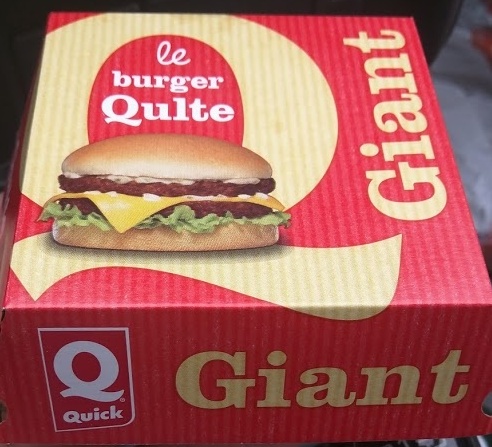 le
burger
Qulte
Giant
Q
Quick
Giant